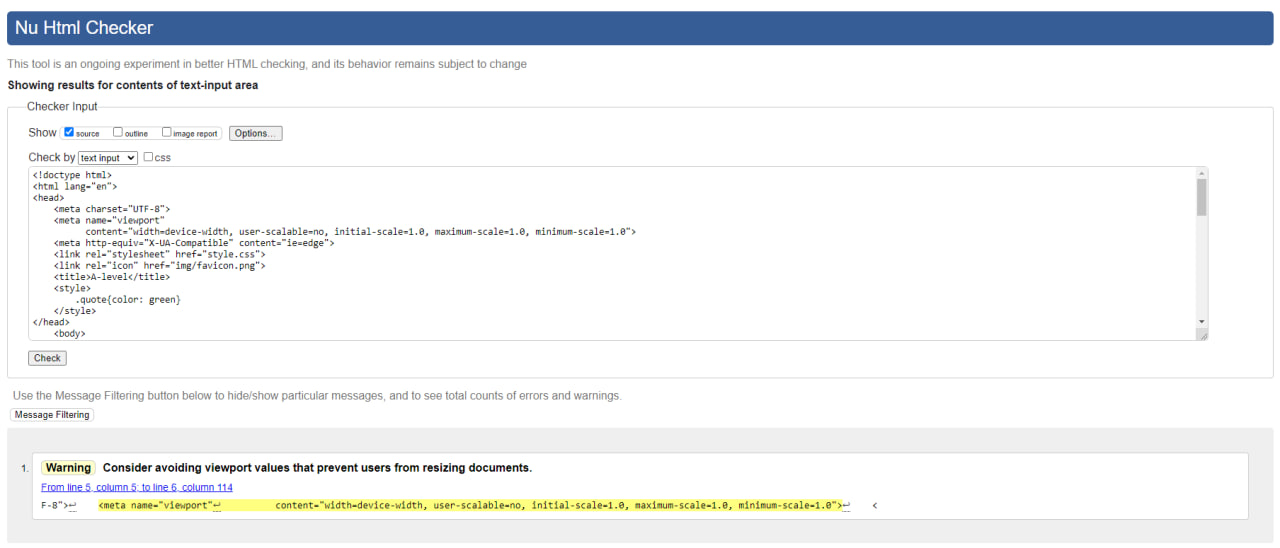 Nu Html Checker
This tool is an ongoing experiment in better HTML checking, and its behavior remains subject to change
Showing results for contents of text-input area
Checker Input
Show source outline image report Options...
Check by text input css
<!doctype html>
<html lang="en">
<head>
    <meta charset="UTF-8">
    <meta name="viewport"
          content="width=device-width, user-scalable=no, initial-scale=1.0, maximum-scale=1.0, minimum-scale=1.0">
    <meta http-equiv="X-UA-Compatible" content="ie=edge">
    <link rel="stylesheet" href="style.css">
    <link rel="icon" href="img/favicon.png">
    <title>A-level</title>
    <style>
        .quote{color: green}
    </style>
</head>
    <body>
Check
Use the Message Filtering button below to hide/show particular messages, and to see total counts of errors and warnings.
Message Filtering
1. Warning Consider avoiding viewport values that prevent users from resizing documents.
From line 5, column 5; to line 6, column 114
F-8">↩    <meta name="viewport"↩          content="width=device-width, user-scalable=no, initial-scale=1.0, maximum-scale=1.0, minimum-scale=1.0">↩    <